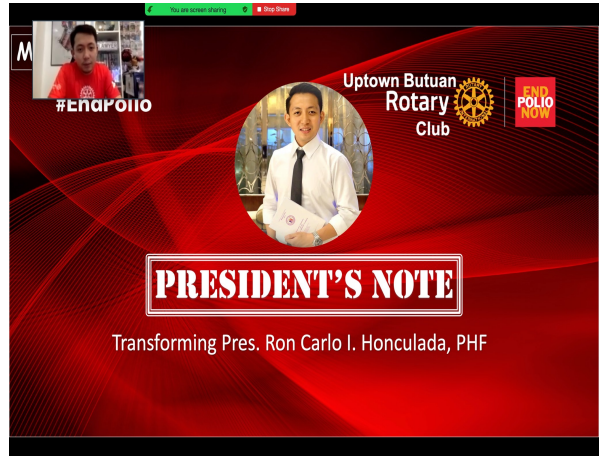 You are screen sharing
Stop Share
M
#EndPolio
Uptown Butuan
Rotary
Club
END
POLIO
NOW
PRESIDENT'S NOTE
Transforming Pres. Ron Carlo I. Honculada, PHF